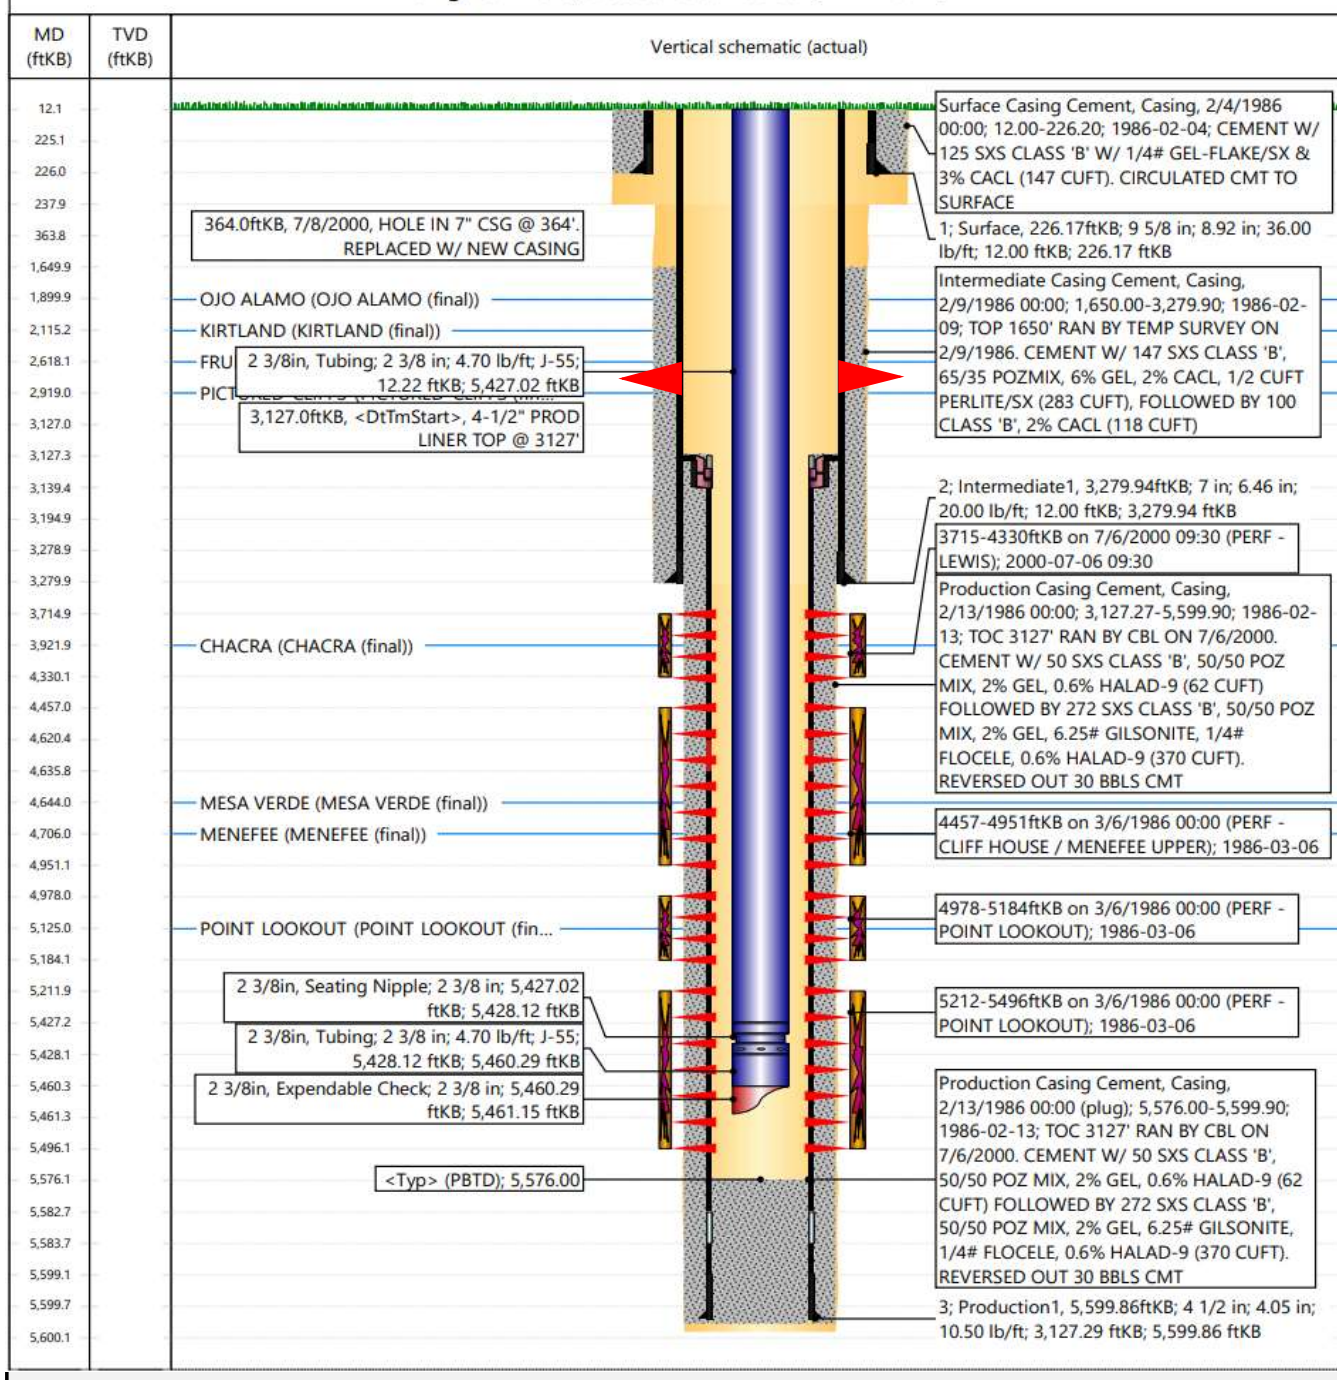 MD
(ftKB)
TVD
(ftKB)
Vertical schematic (actual)
12.1
225.1
226.0
237.9
363.8
1,649.9
1,899.9
2,115.2
2,618.1
2,919.0
3,127.0
3,127.3
3,139.4
3,194.9
3,278.9
3,279.9
3,714.9
3,921.9
4,330.1
4,457.0
4,620.4
4,635.8
4,644.0
4,706.0
4,951.1
4,978.0
5,125.0
5,184.1
5,211.9
5,427.2
5,428.1
5,460.3
5,461.3
5,496.1
5,576.1
5,582.7
5,583.7
5,599.1
5,599.7
5,600.1
364.0ftKB, 7/8/2000, HOLE IN 7" CSG @ 364'.
REPLACED W/ NEW CASING
OJO ALAMO (OJO ALAMO (final))
KIRTLAND (KIRTLAND (final))
FRU
2 3/8in, Tubing; 2 3/8 in; 4.70 lb/ft; J-55;
12.22 ftKB; 5,427.02 ftKB
3,127.0ftKB, <DtTmStart>, 4-1/2" PROD
LINER TOP @ 3127'
CHACRA (CHACRA (final))
MESA VERDE (MESA VERDE (final))
MENEFEE (MENEFEE (final))
POINT LOOKOUT (POINT LOOKOUT (fin...
2 3/8in, Seating Nipple; 2 3/8 in; 5,427.02
ftKB; 5,428.12 ftKB
2 3/8in, Tubing; 2 3/8 in; 4.70 lb/ft; J-55;
5,428.12 ftKB; 5,460.29 ftKB
2 3/8in, Expendable Check; 2 3/8 in; 5,460.29
ftKB; 5,461.15 ftKB
<Typ> (PBTD); 5,576.00
Surface Casing Cement, Casing, 2/4/1986
00:00; 12.00-226.20; 1986-02-04; CEMENT W/
125 SXS CLASS 'B' W/ 1/4# GEL-FLAKE/SX &
3% CACL (147 CUFT). CIRCULATED CMT TO
SURFACE
1; Surface, 226.17ftKB; 9 5/8 in; 8.92 in; 36.00
lb/ft; 12.00 ftKB; 226.17 ftKB
Intermediate Casing Cement, Casing,
2/9/1986 00:00; 1,650.00-3,279.90; 1986-02-
09; TOP 1650' RAN BY TEMP SURVEY ON
2/9/1986. CEMENT W/ 147 SXS CLASS 'B',
65/35 POZMIX, 6% GEL, 2% CACL, 1/2 CUFT
PERLITE/SX (283 CUFT), FOLLOWED BY 100
CLASS 'B', 2% CACL (118 CUFT)
2; Intermediate1, 3,279.94ftKB; 7 in; 6.46 in;
20.00 lb/ft; 12.00 ftKB; 3,279.94 ftKB
3715-4330ftKB on 7/6/2000 09:30 (PERF -
LEWIS); 2000-07-06 09:30
Production Casing Cement, Casing,
2/13/1986 00:00; 3,127.27-5,599.90; 1986-02-
13; TOC 3127' RAN BY CBL ON 7/6/2000.
CEMENT W/ 50 SXS CLASS 'B', 50/50 POZ
MIX, 2% GEL, 0.6% HALAD-9 (62 CUFT)
FOLLOWED BY 272 SXS CLASS 'B', 50/50 POZ
MIX, 2% GEL, 6.25# GILSONITE, 1/4#
FLOCELE, 0.6% HALAD-9 (370 CUFT).
REVERSED OUT 30 BBLS CMT
4457-4951ftKB on 3/6/1986 00:00 (PERF -
CLIFF HOUSE / MENEFEE UPPER); 1986-03-06
4978-5184ftKB on 3/6/1986 00:00 (PERF -
POINT LOOKOUT); 1986-03-06
5212-5496ftKB on 3/6/1986 00:00 (PERF -
POINT LOOKOUT); 1986-03-06
Production Casing Cement, Casing,
2/13/1986 00:00 (plug); 5,576.00-5,599.90;
1986-02-13; TOC 3127' RAN BY CBL ON
7/6/2000. CEMENT W/ 50 SXS CLASS 'B',
50/50 POZ MIX, 2% GEL, 0.6% HALAD-9 (62
CUFT) FOLLOWED BY 272 SXS CLASS 'B',
50/50 POZ MIX, 2% GEL, 6.25# GILSONITE,
1/4# FLOCELE, 0.6% HALAD-9 (370 CUFT).
REVERSED OUT 30 BBLS CMT
3; Production1, 5,599.86ftKB; 4 1/2 in; 4.05 in;
10.50 lb/ft; 3,127.29 ftKB; 5,599.86 ftKB